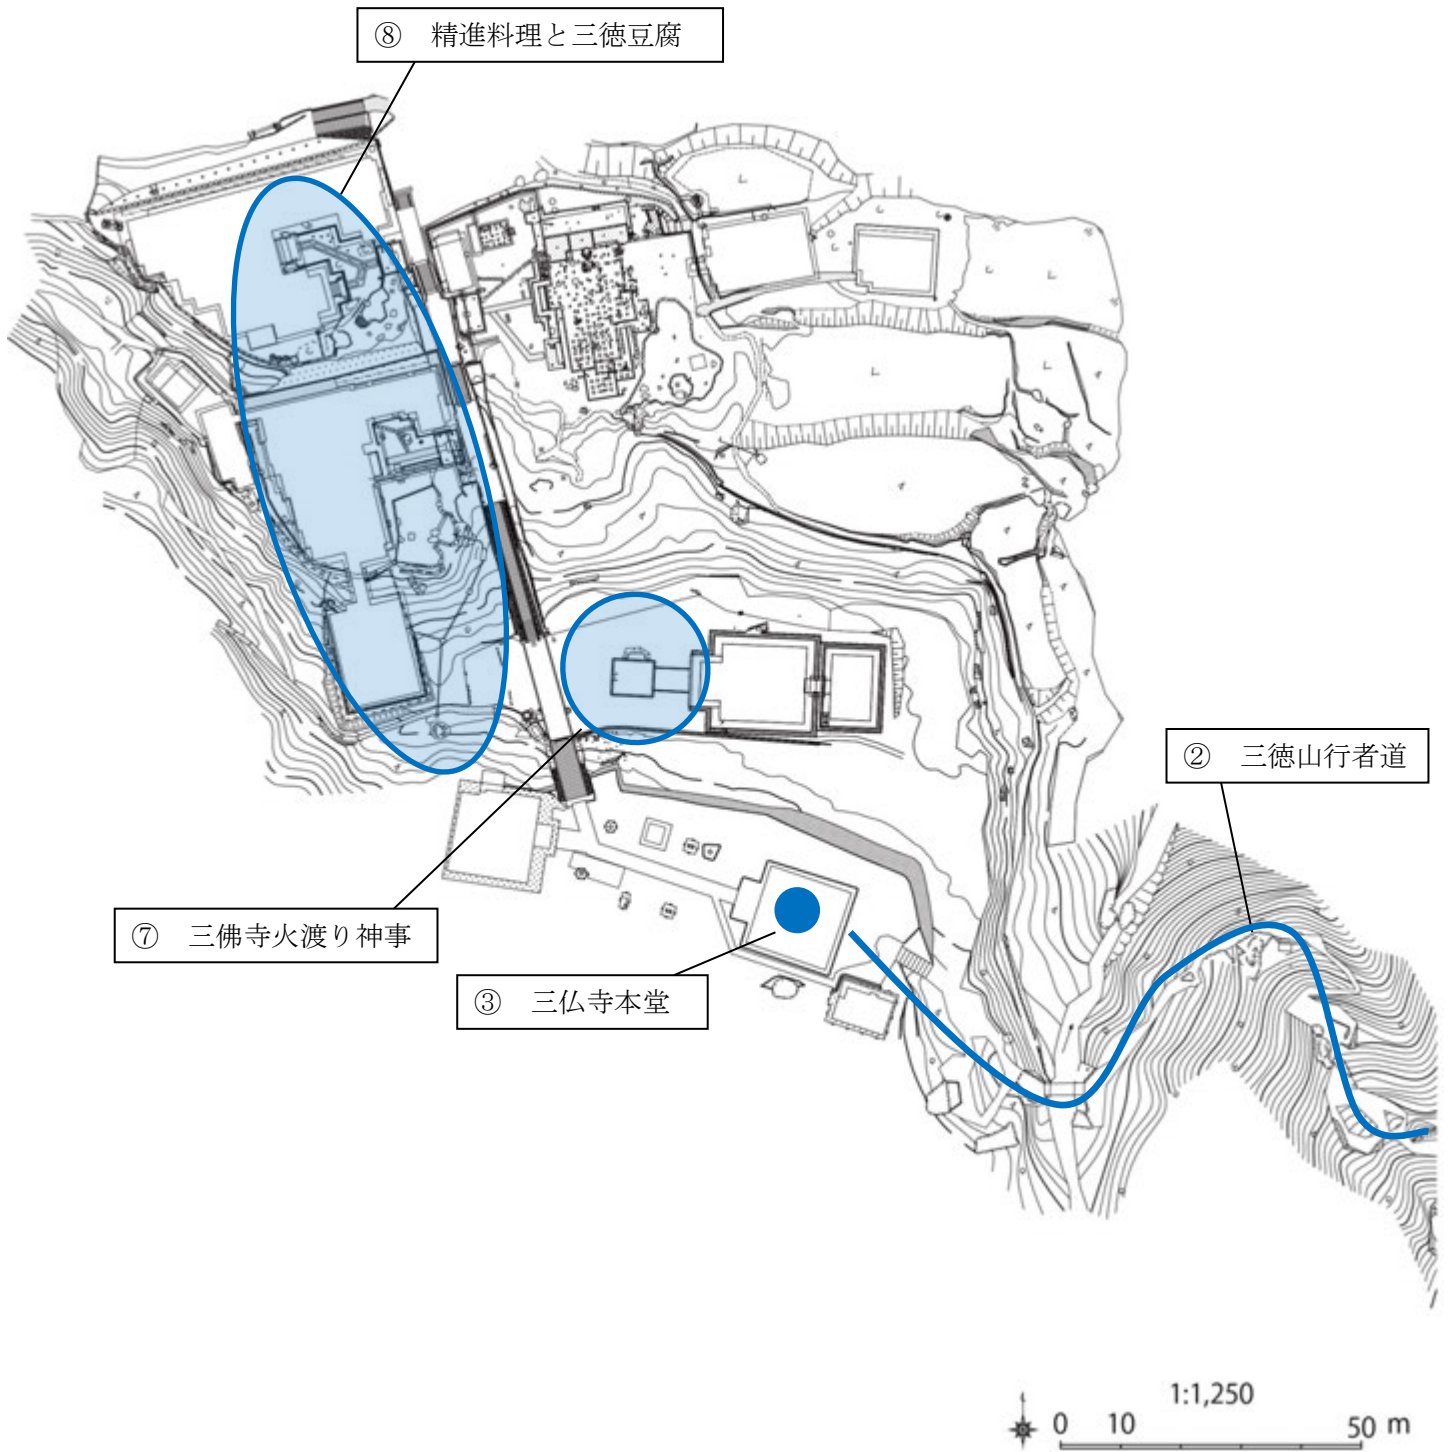 ⑧ 精進料理と三徳豆腐
② 三徳山行者道
⑦ 三佛寺火渡り神事
③ 三仏寺本堂
1:1,250
0 10 50 m